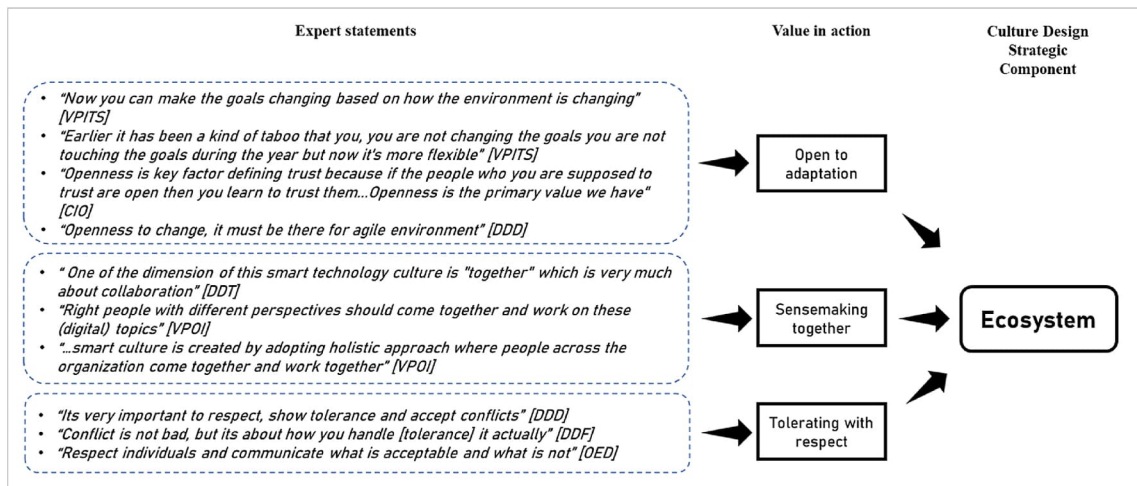 Expert statements
Value in action
Culture Design
Strategic
Component
• “Now you can make the goals changing based on how the environment is changing”
[VPITS]
• “Earlier it has been a kind of taboo that you, you are not changing the goals you are not
touching the goals during the year but now it's more flexible” [VPITS]
• “Openness is key factor defining trust because if the people who you are supposed to
trust are open then you learn to trust them...Openness is the primary value we have“
[CIO]
• “Openness to change, it must be there for agile environment” [DDD]
Open to
adaptation
• “ One of the dimension of this smart technology culture is "together" which is very much
about collaboration” [DDT]
• “Right people with different perspectives should come together and work on these
(digital) topics” [VPOI]
• “...smart culture is created by adopting holistic approach where people across the
organization come together and work together” [VPOI]
Sensemaking
together
Ecosystem
• “Its very important to respect, show tolerance and accept conflicts” [DDD]
• “Conflict is not bad, but its about how you handle [tolerance] it actually” [DDF]
• “Respect individuals and communicate what is acceptable and what is not” [OED]
Tolerating with
respect